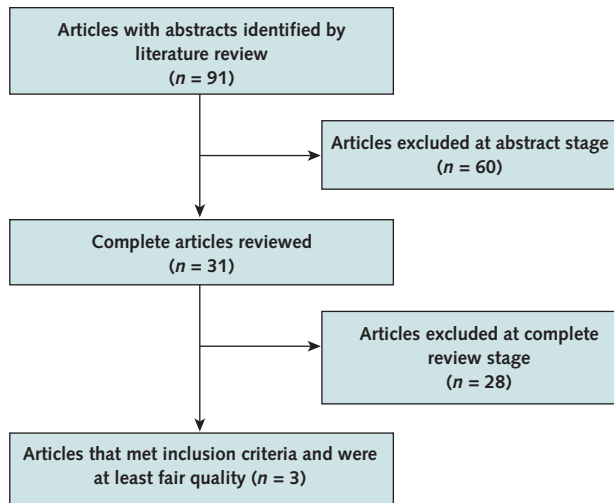 Articles with abstracts identified by
literature review
(n = 91)
Articles excluded at abstract stage
(n = 60)
Complete articles reviewed
(n = 31)
Articles excluded at complete
review stage
(n = 28)
Articles that met inclusion criteria and were
at least fair quality (n = 3)